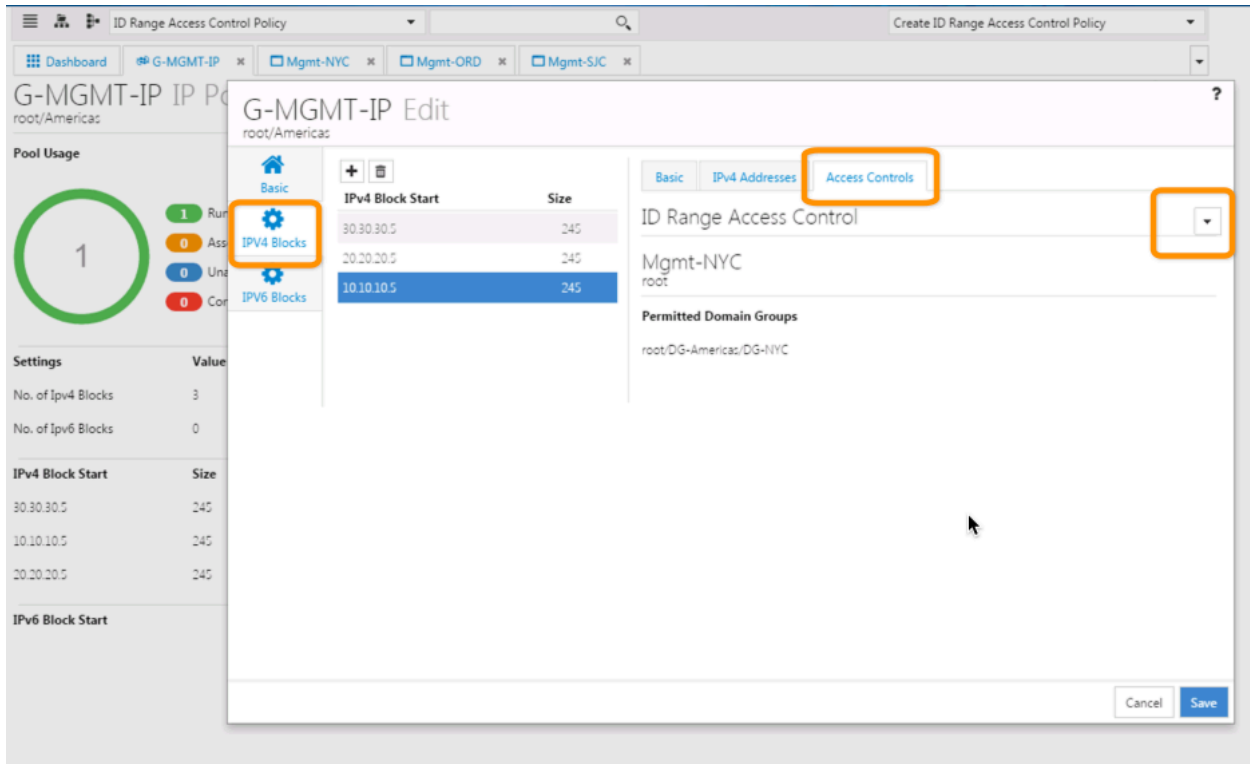 ID Range Access Control Policy
Create ID Range Access Control Policy
Dashboard
G-MGMT-IP
Mgmt-NYC
Mgmt-ORD
Mgmt-SJC
G-MGMT-IP IP Po
root/Americas
Pool Usage
1
1 Run
0 Ass
0 Una
0 Con
Settings Value
No. of Ipv4 Blocks 3
No. of Ipv6 Blocks 0
IPv4 Block Start Size
30.30.30.5 245
10.10.10.5 245
20.20.20.5 245
IPv6 Block Start
G-MGMT-IP Edit
?
root/Americas
Basic
IPV4 Blocks
IPV6 Blocks
IPv4 Block Start Size
30.30.30.5 245
20.20.20.5 245
10.10.10.5 245
Basic IPv4 Addresses Access Controls
ID Range Access Control
Mgmt-NYC
root
Permitted Domain Groups
root/DG-Americas/DG-NYC
Cancel Save